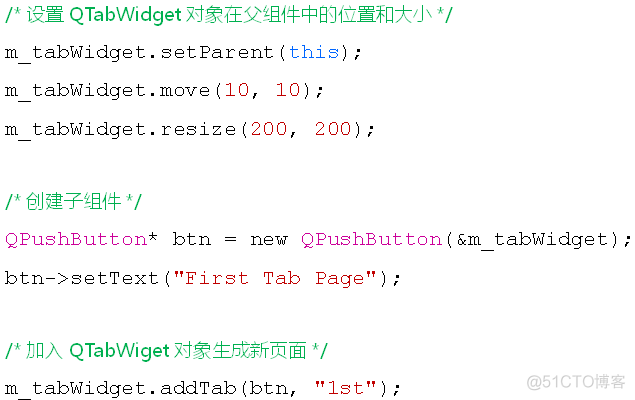 /* 设置 QTabWidget 对象在父组件中的位置和大小 */
m_tabWidget.setParent(this);
m_tabWidget.move(10, 10);
m_tabWidget.resize(200, 200);
/* 创建子组件 */
QPushButton* btn = new QPushButton(&m_tabWidget);
btn->setText("First Tab Page");
/* 加入 QTabWiget 对象生成新页面 */
m_tabWidget.addTab(btn, "1st");
@51CTO博客